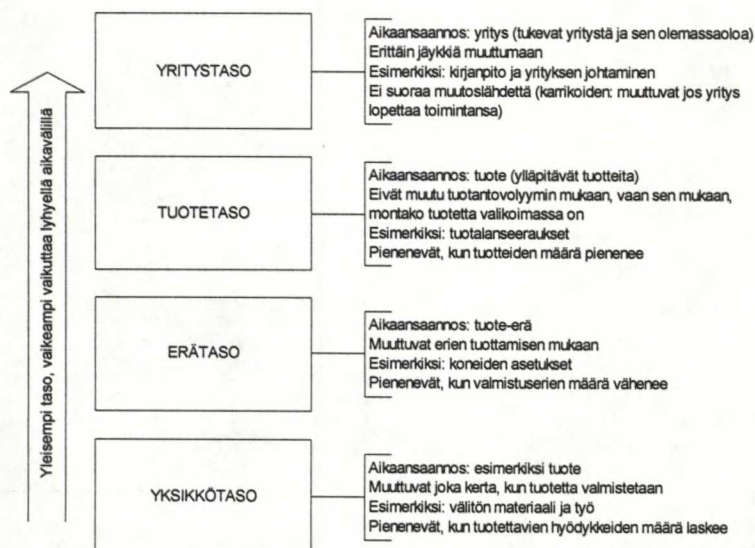 Yleisempi taso, vaikeampi vaikuttaa lyhyellä aikavälillä
YRITYSTASO
Aikaansaannos: yritys (tukevat yritystä ja sen olemassaoloa)
Erittäin jäykkiä muuttumaan
Esimerkiksi: kirjanpito ja yrityksen johtaminen
Ei suoraa muutoslähdettä (karrikoiden: muuttuvat jos yritys
lopettaa toimintansa)
TUOTETASO
Aikaansaannos: tuote (ylläpitävät tuotteita)
Eivät muutu tuotantovolyymin mukaan, vaan sen mukaan,
montako tuotetta valikoimassa on
Esimerkiksi: tuotalanseeraukset
Pienenevät, kun tuotteiden määrä pienenee
ERÄTASO
Aikaansaannos: tuote-erä
Muuttuvat erien tuottamisen mukaan
Esimerkiksi: koneiden asetukset
Pienenevät, kun valmistuserien määrä vähenee
YKSIKKÖTASO
Aikaansaannos: esimerkiksi tuote
Muuttuvat joka kerta, kun tuotetta valmistetaan
Esimerkiksi: välitön materiaali ja työ
Pienenevät, kun tuotettavien hyödykkeiden määrä laskee